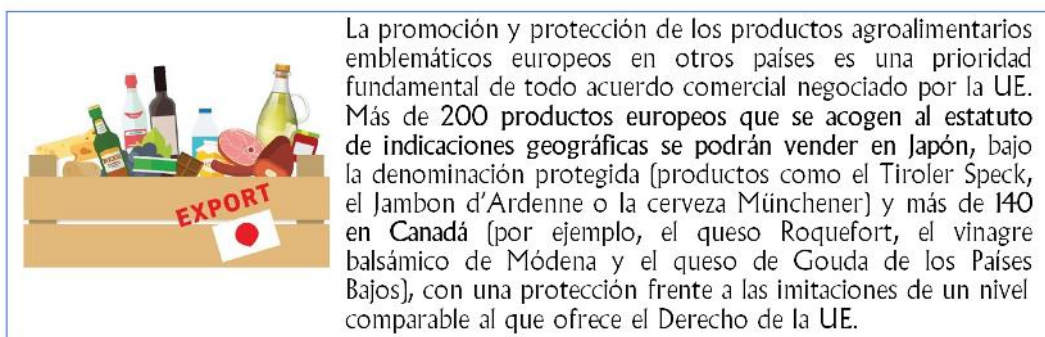 EXPORT
La promoción y protección de los productos agroalimentarios
emblemáticos europeos en otros países es una prioridad
fundamental de todo acuerdo comercial negociado por la UE.
Más de 200 productos europeos que se acogen al estatuto
de indicaciones geográficas se podrán vender en Japón, bajo
la denominación protegida (productos como el Tiroler Speck,
el Jambon d'Ardenne o la cerveza Münchener) y más de 140
en Canadá (por ejemplo, el queso Roquefort, el vinagre
balsámico de Módena y el queso de Gouda de los Países
Bajos), con una protección frente a las imitaciones de un nivel
comparable al que ofrece el Derecho de la UE.